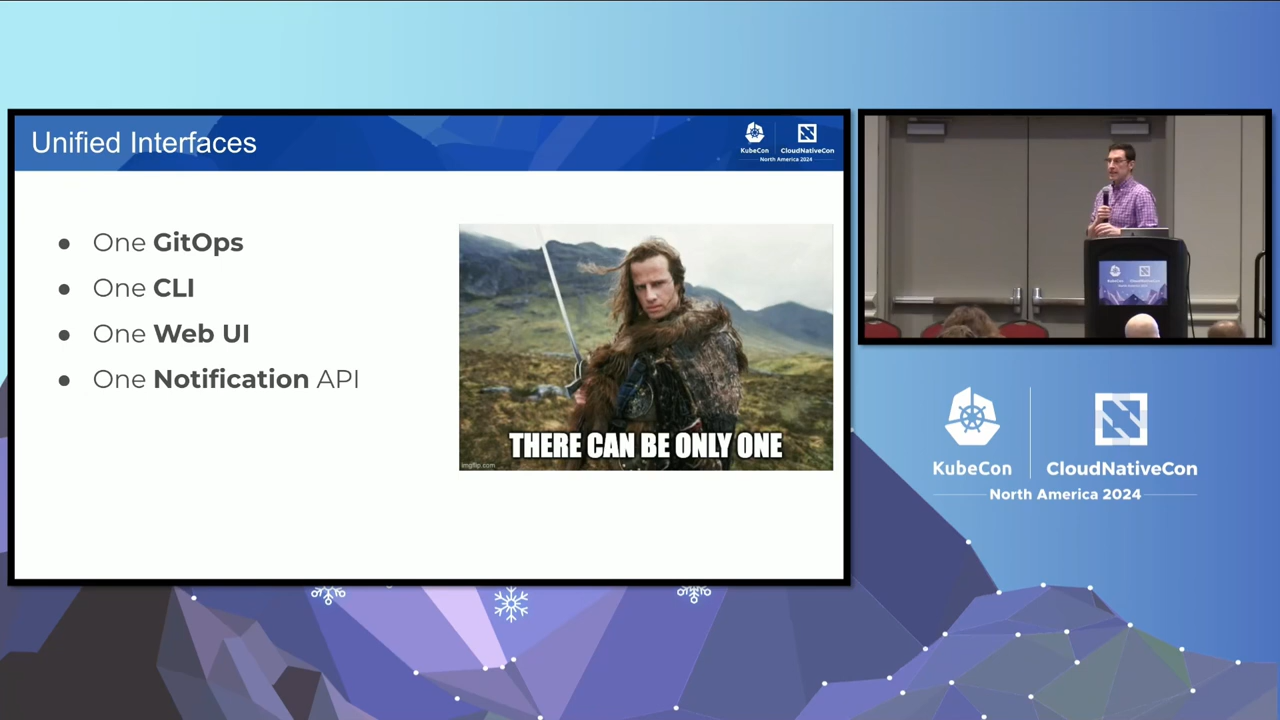 Unified Interfaces
KubeCon
CloudNativeCon
North America 2024
● One GitOps
● One CLI
● One Web UI
● One Notification API
THERE CAN BE ONLY ONE
imgflip.com
KubeCon
CloudNativeCon
North America 2024